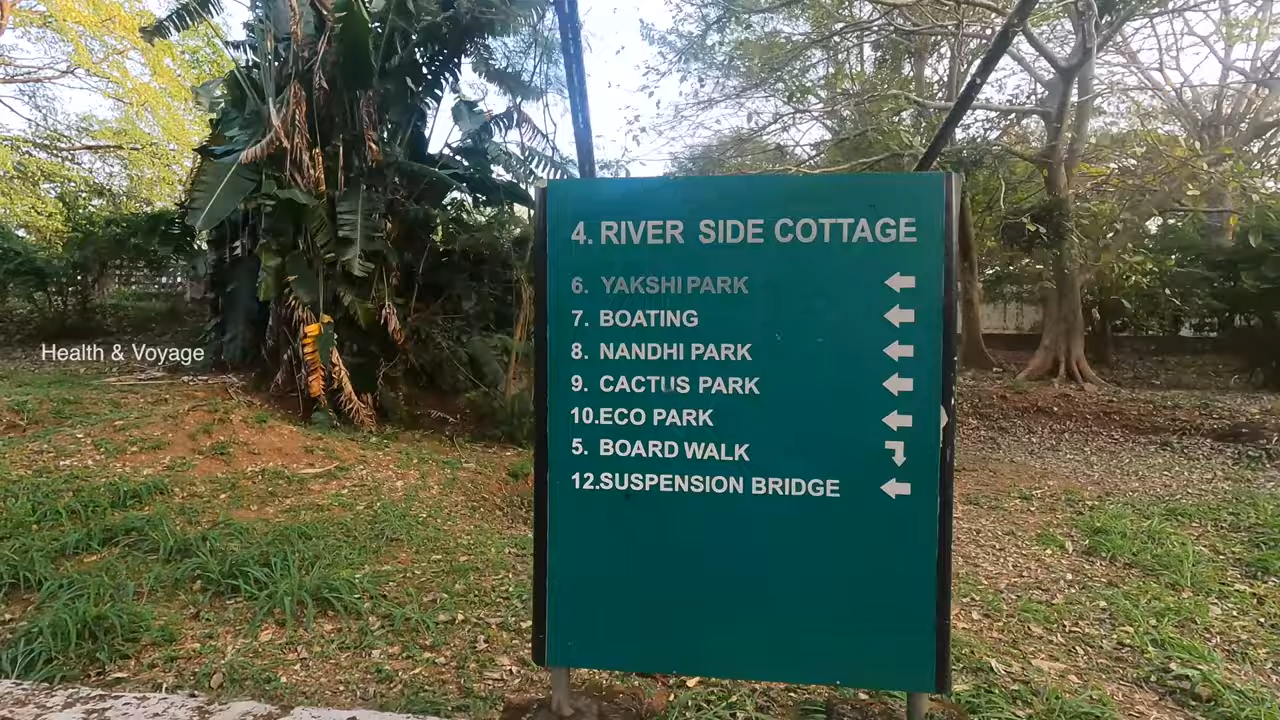 4. RIVER SIDE COTTAGE
6. YAKSHI PARK
7. BOATING
8. NANDHI PARK
9. CACTUS PARK
10.ECO PARK
5. BOARD WALK
12.SUSPENSION BRIDGE
Health & Voyage